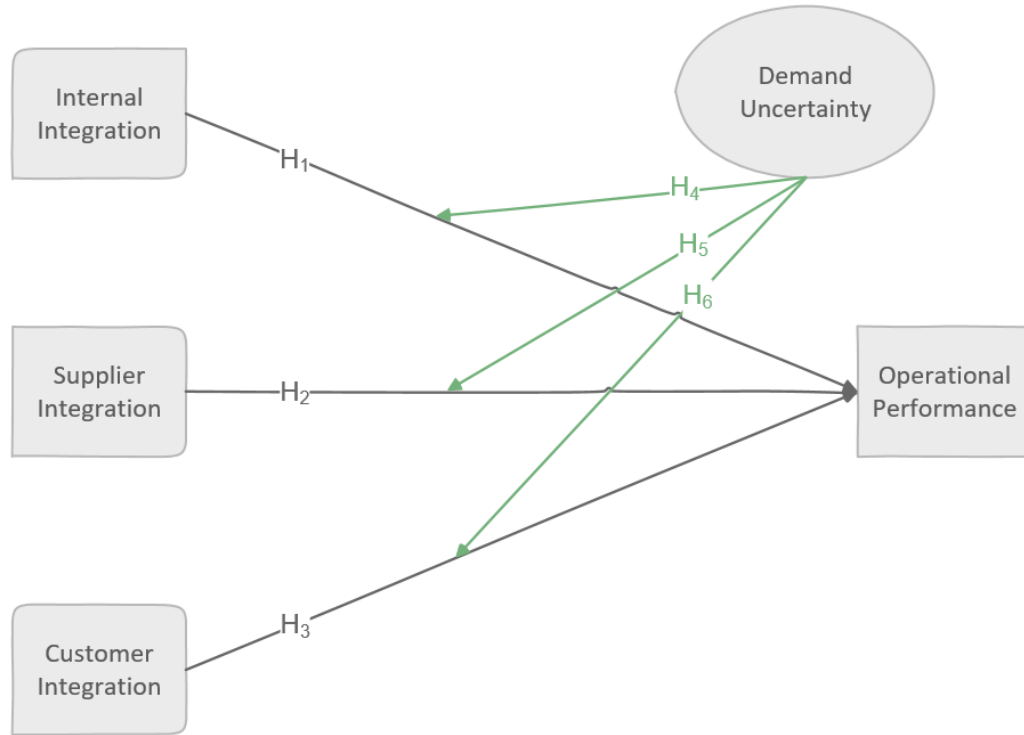 Internal
Integration
Demand
Uncertainty
H₁
H₄
H₅
H₆
Supplier
Integration
H₂
Operational
Performance
H₃
Customer
Integration